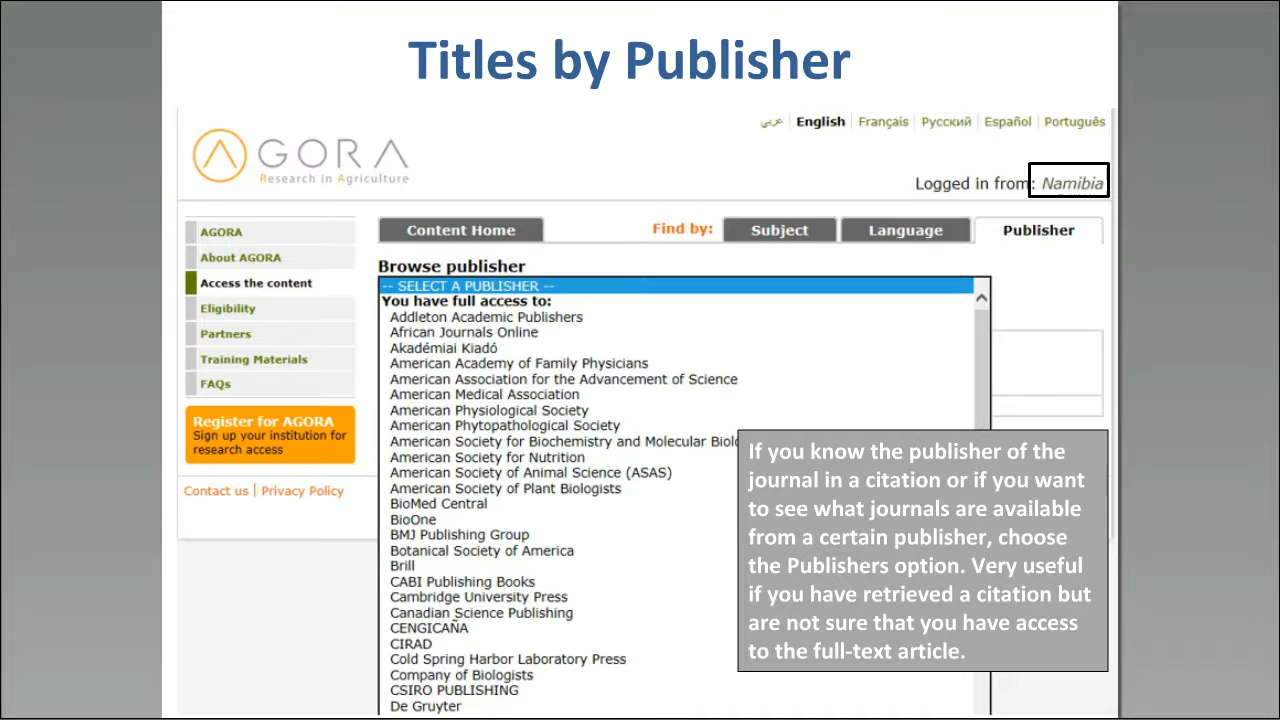 Titles by Publisher
عربي English Français Русский Español Português
AGORA
Research in Agriculture
Logged in from: Namibia
Content Home Find by: Subject Language Publisher
AGORA
About AGORA
Access the content
Eligibility
Partners
Training Materials
FAQs
Register for AGORA
Sign up your institution for
research access
Contact us | Privacy Policy
Browse publisher
-- SELECT A PUBLISHER --
You have full access to:
Addleton Academic Publishers
African Journals Online
Akadémiai Kiadó
American Academy of Family Physicians
American Association for the Advancement of Science
American Medical Association
American Physiological Society
American Phytopathological Society
American Society for Biochemistry and Molecular Biolo
American Society for Nutrition
American Society of Animal Science (ASAS)
American Society of Plant Biologists
BioMed Central
BioOne
BMJ Publishing Group
Botanical Society of America
Brill
CABI Publishing Books
Cambridge University Press
Canadian Science Publishing
CENGICAÑA
CIRAD
Cold Spring Harbor Laboratory Press
Company of Biologists
CSIRO PUBLISHING
De Gruyter
If you know the publisher of the
journal in a citation or if you want
to see what journals are available
from a certain publisher, choose
the Publishers option. Very useful
if you have retrieved a citation but
are not sure that you have access
to the full-text article.